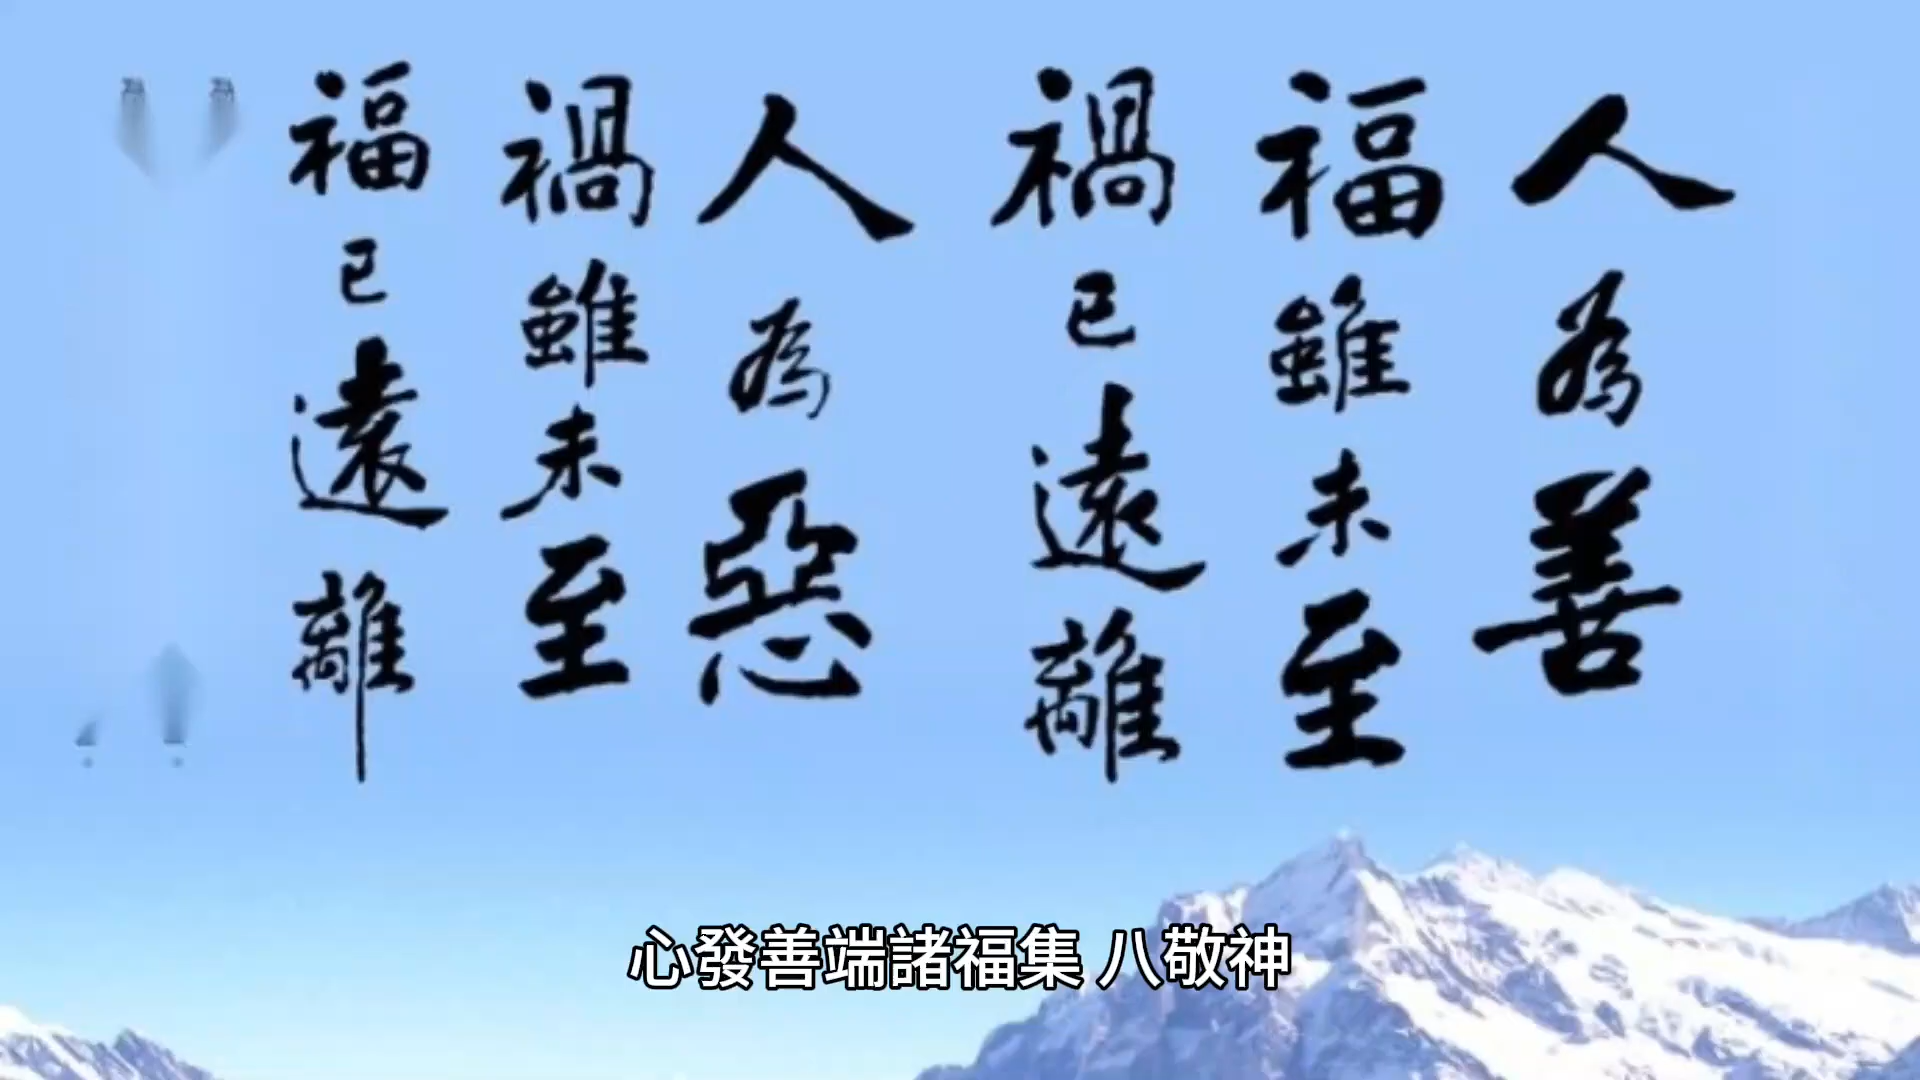 人為善
福雖未至
禍已遠離
人為惡
禍雖未至
福已遠離
心發善端諸福集 八敬神